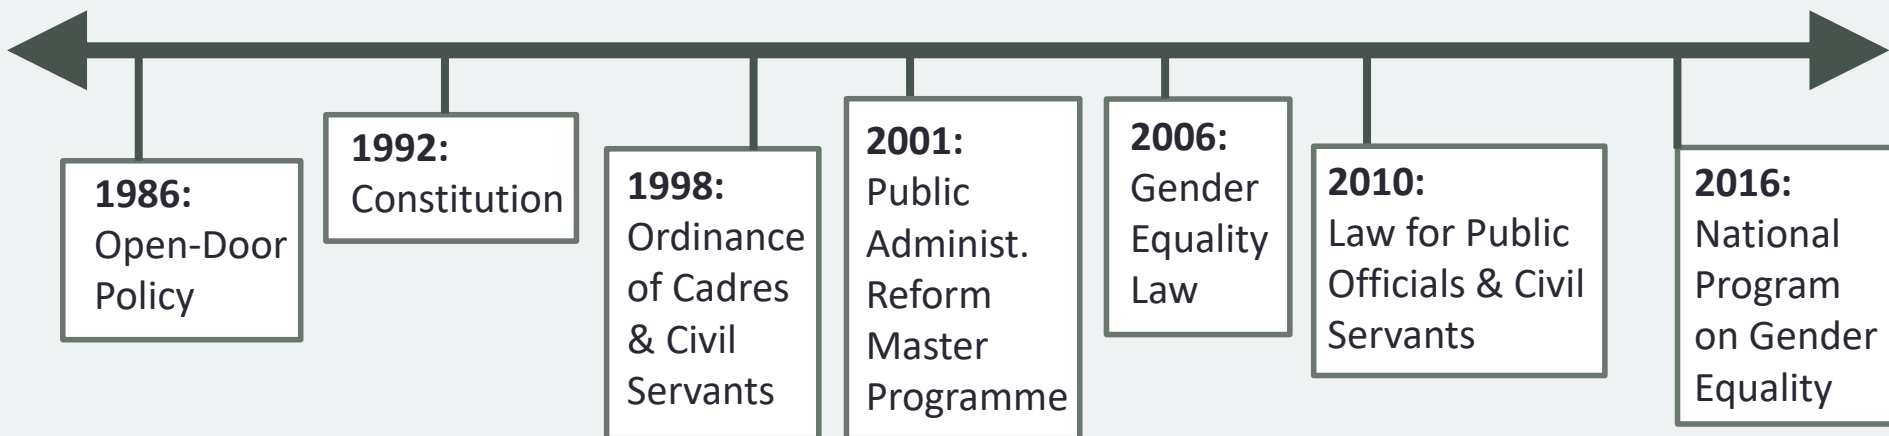 1986:
Open-Door
Policy
1992:
Constitution
1998:
Ordinance
of Cadres
& Civil
Servants
2001:
Public
Administ.
Reform
Master
Programme
2006:
Gender
Equality
Law
2010:
Law for Public
Officials & Civil
Servants
2016:
National
Program
on Gender
Equality